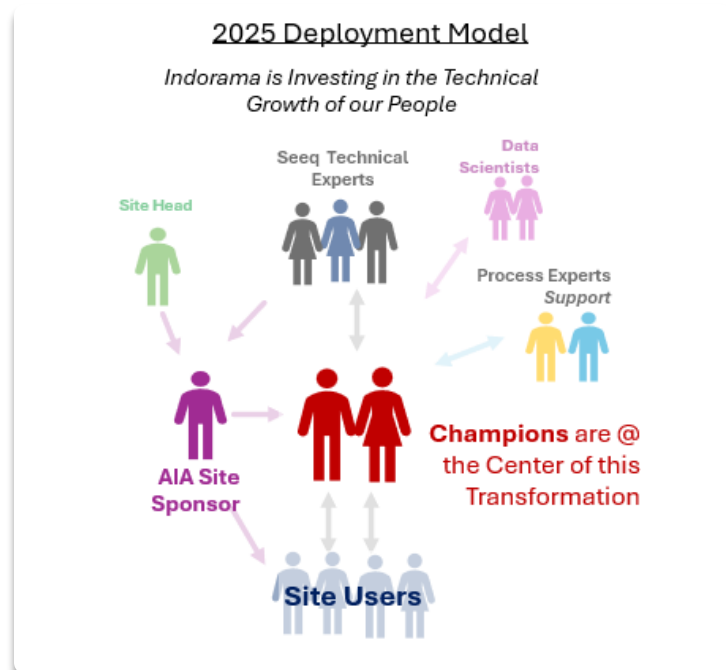 2025 Deployment Model
Indorama is Investing in the Technical
Growth of our People
Seeq Technical
Experts
Data
Scientists
Site Head
Process Experts
Support
AIA Site
Sponsor
Champions are @
the Center of this
Transformation
Site Users